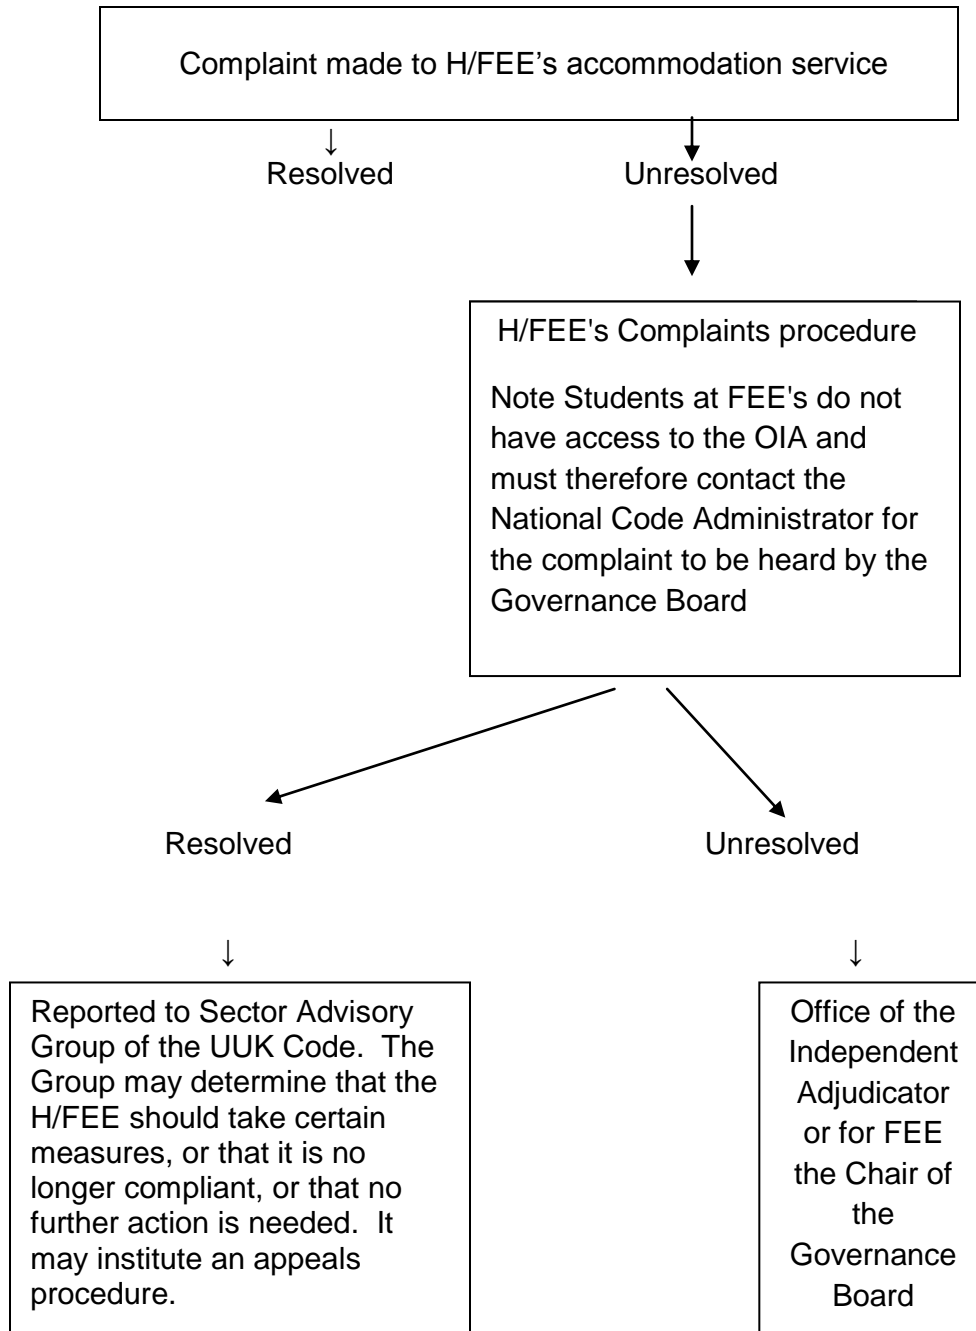 Complaint made to H/FEE’s accommodation service
↓
Resolved
Unresolved
H/FEE's Complaints procedure
Note Students at FEE's do not
have access to the OIA and
must therefore contact the
National Code Administrator for
the complaint to be heard by the
Governance Board
Resolved
Unresolved
↓
↓
Reported to Sector Advisory
Group of the UUK Code.  The
Group may determine that the
H/FEE should take certain
measures, or that it is no
longer compliant, or that no
further action is needed.  It
may institute an appeals
procedure.
Office of the
Independent
Adjudicator
or for FEE
the Chair of
the
Governance
Board